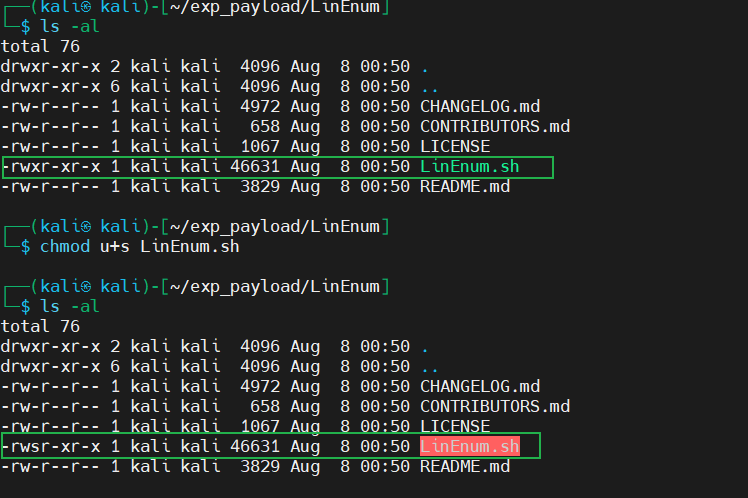 ┌──(kali㉿ kali)-[~/exp_payload/LinEnum]
└─$ ls -al
total 76
drwxr-xr-x 2 kali kali  4096 Aug  8 00:50 .
drwxr-xr-x 6 kali kali  4096 Aug  8 00:50 ..
-rw-r--r-- 1 kali kali  4972 Aug  8 00:50 CHANGELOG.md
-rw-r--r-- 1 kali kali   658 Aug  8 00:50 CONTRIBUTORS.md
-rw-r--r-- 1 kali kali  1067 Aug  8 00:50 LICENSE
-rwxr-xr-x 1 kali kali 46631 Aug  8 00:50 LinEnum.sh
-rw-r--r-- 1 kali kali  3829 Aug  8 00:50 README.md
┌──(kali㉿ kali)-[~/exp_payload/LinEnum]
└─$ chmod u+s LinEnum.sh
┌──(kali㉿ kali)-[~/exp_payload/LinEnum]
└─$ ls -al
total 76
drwxr-xr-x 2 kali kali  4096 Aug  8 00:50 .
drwxr-xr-x 6 kali kali  4096 Aug  8 00:50 ..
-rw-r--r-- 1 kali kali  4972 Aug  8 00:50 CHANGELOG.md
-rw-r--r-- 1 kali kali   658 Aug  8 00:50 CONTRIBUTORS.md
-rw-r--r-- 1 kali kali  1067 Aug  8 00:50 LICENSE
-rwsr-xr-x 1 kali kali 46631 Aug  8 00:50 LinEnum.sh
-rw-r--r-- 1 kali kali  3829 Aug  8 00:50 README.md